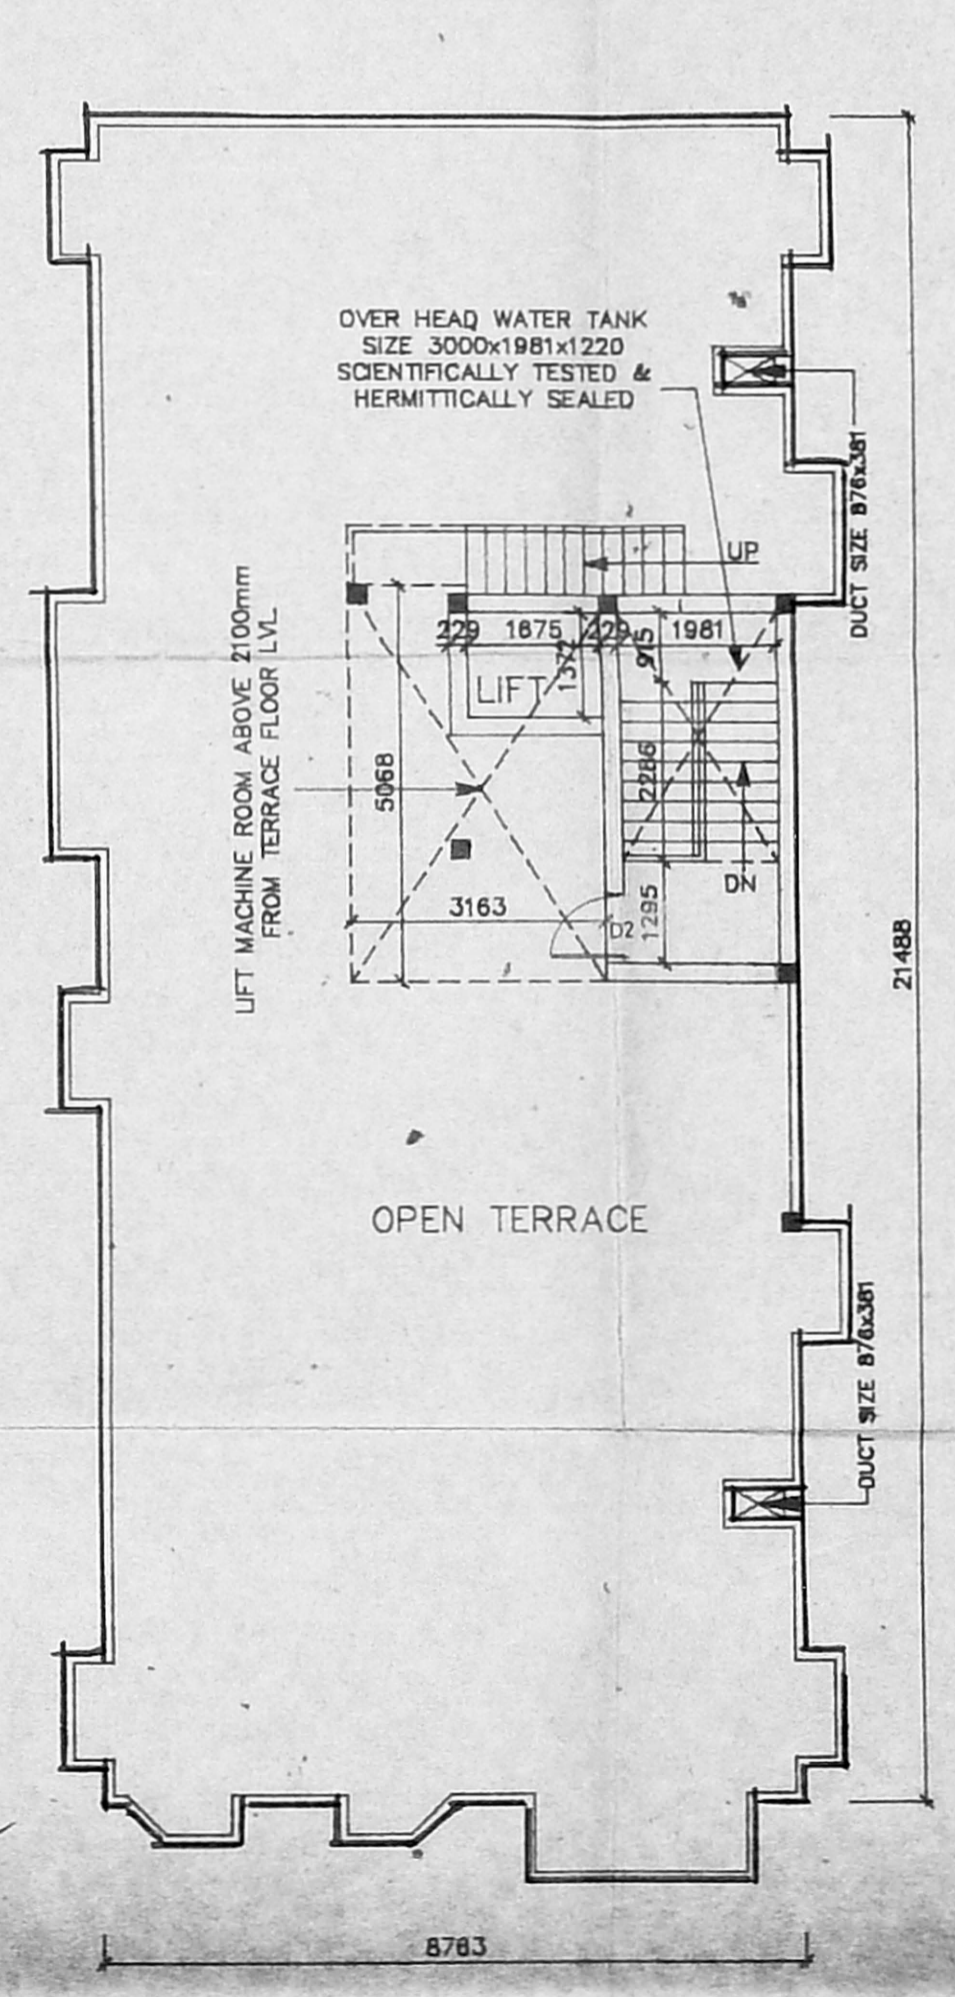 OVER HEAD WATER TANK
SIZE 3000x1981x1220
SCIENTIFICALLY TESTED &
HERMITTICALLY SEALED
DUCT SIZE 876x381
UP
LIFT MACHINE ROOM ABOVE 2100mm
FROM TERRACE FLOOR LVL
229 1675 229 1981
1372
915
LIFT
5068
2286
DN
3163
D2
1295
21488
OPEN TERRACE
DUCT SIZE 876x381
8763